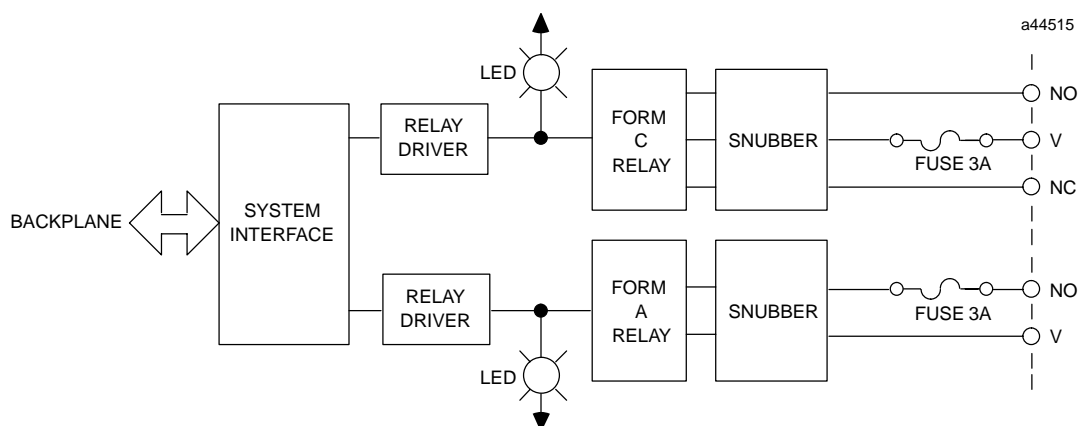 a44515
LED
NO
RELAY
DRIVER
FORM
C
RELAY
SNUBBER
V
FUSE 3A
NC
BACKPLANE
SYSTEM
INTERFACE
RELAY
DRIVER
FORM
A
RELAY
SNUBBER
NO
FUSE 3A
V
LED